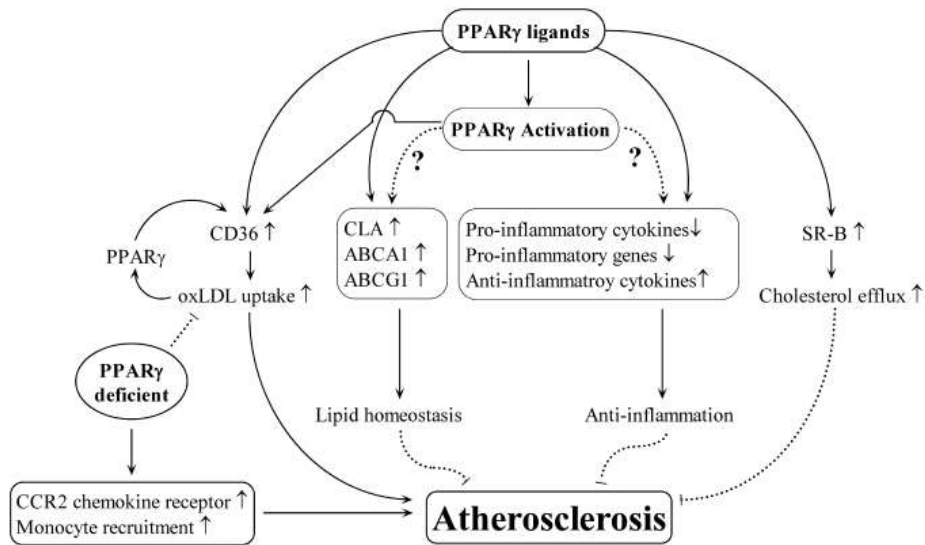 PPARγ ligands
PPARγ Activation
?
?
CD36 ↑
CLA ↑
ABCA1 ↑
ABCG1 ↑
Pro-inflammatory cytokines↓
Pro-inflammatory genes ↓
Anti-inflammatroy cytokines↑
SR-B ↑
PPARγ
oxLDL uptake ↑
Cholesterol efflux ↑
PPARγ
deficient
Lipid homeostasis
Anti-inflammation
CCR2 chemokine receptor ↑
Monocyte recruitment ↑
Atherosclerosis